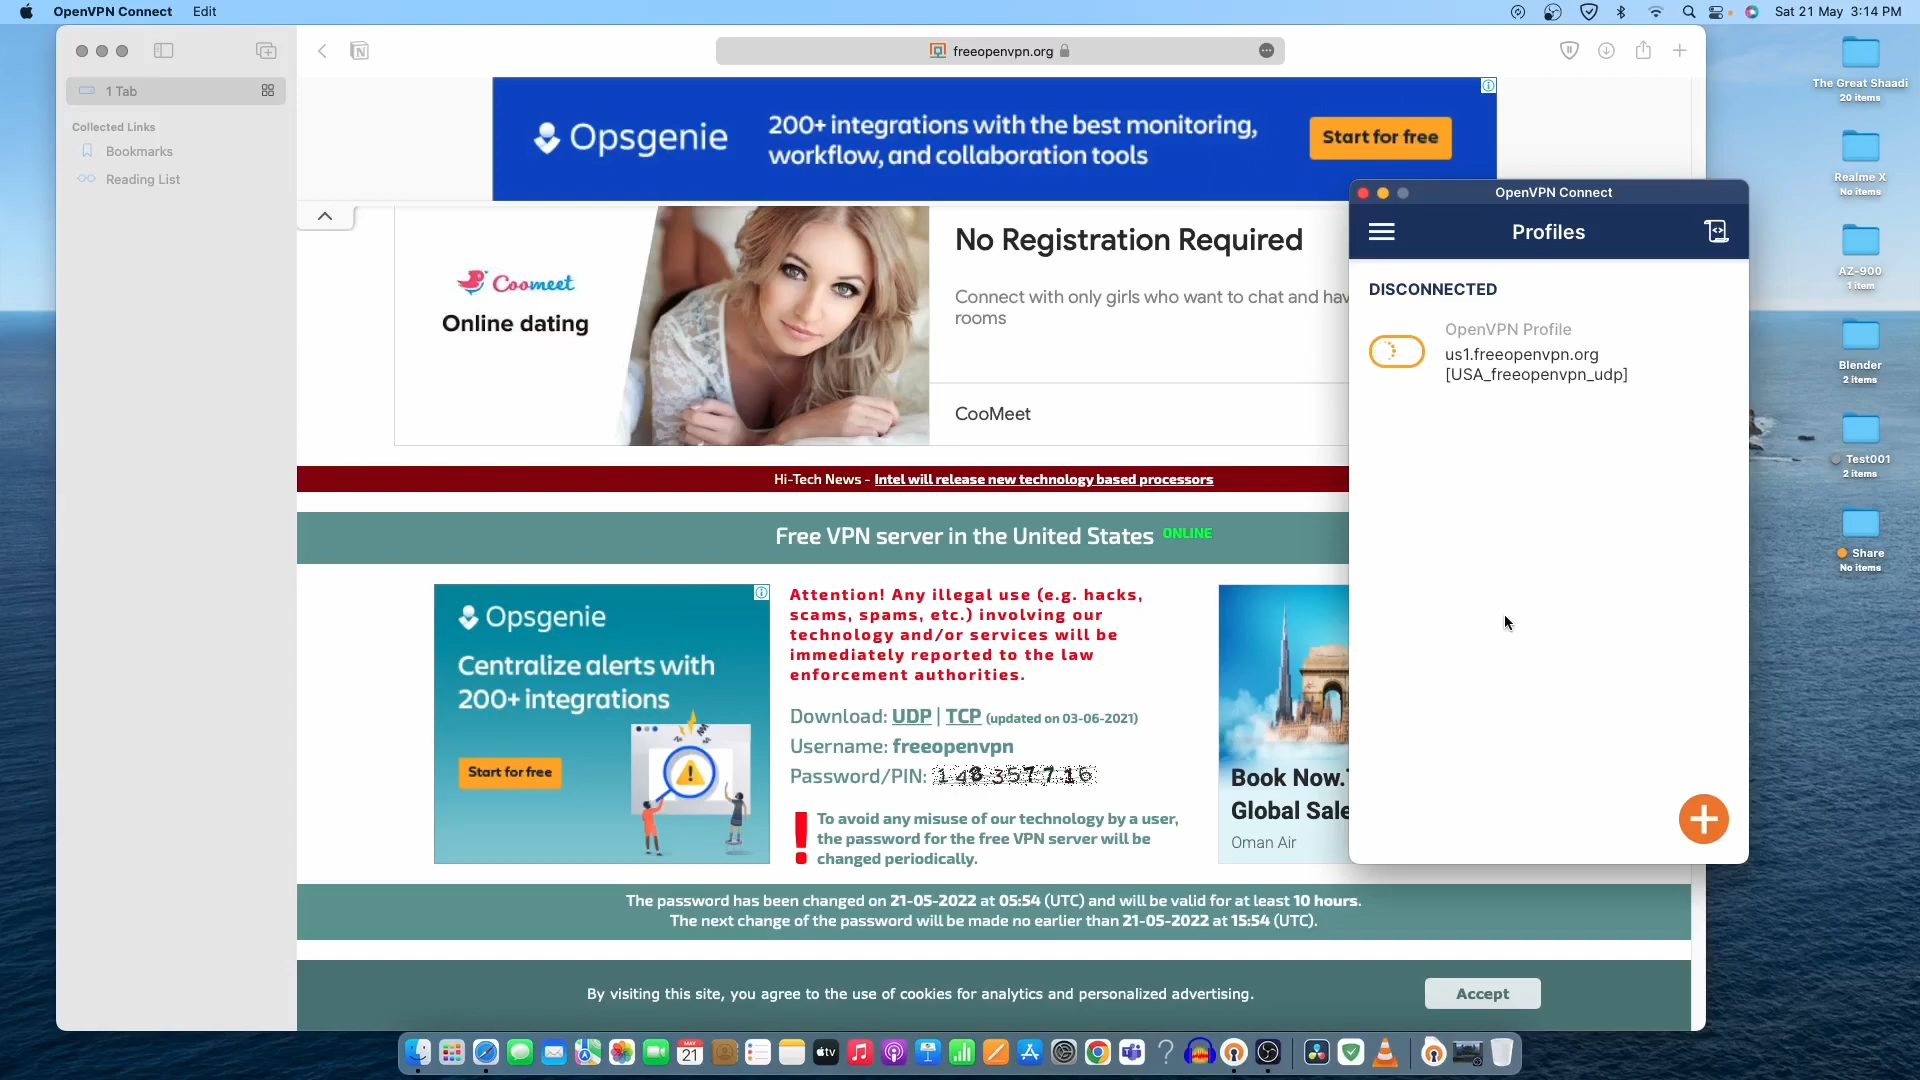 OpenVPN Connect Edit
Sat 21 May 3:14 PM
1 Tab
Collected Links
Bookmarks
Reading List
freeopenvpn.org
Opsgenie
200+ integrations with the best monitoring,
workflow, and collaboration tools
Start for free
Coomeet
Online dating
No Registration Required
Connect with only girls who want to chat and hav
rooms
CooMeet
Hi-Tech News - Intel will release new technology based processors
Free VPN server in the United States ONLINE
Opsgenie
Centralize alerts with
200+ integrations
Start for free
Attention! Any illegal use (e.g. hacks,
scams, spams, etc.) involving our
technology and/or services will be
immediately reported to the law
enforcement authorities.
Download: UDP | TCP (updated on 03-06-2021)
Username: freeopenvpn
Password/PIN: 148357716
! To avoid any misuse of our technology by a user,
the password for the free VPN server will be
changed periodically.
Book Now.
Global Sale
Oman Air
The password has been changed on 21-05-2022 at 05:54 (UTC) and will be valid for at least 10 hours.
The next change of the password will be made no earlier than 21-05-2022 at 15:54 (UTC).
By visiting this site, you agree to the use of cookies for analytics and personalized advertising.
Accept
OpenVPN Connect
Profiles
DISCONNECTED
OpenVPN Profile
us1.freeopenvpn.org
[USA_freeopenvpn_udp]
The Great Shaadi
20 items
Realme X
No items
AZ-900
1 item
Blender
2 items
Test001
2 items
Share
No items
MAY
21
tv